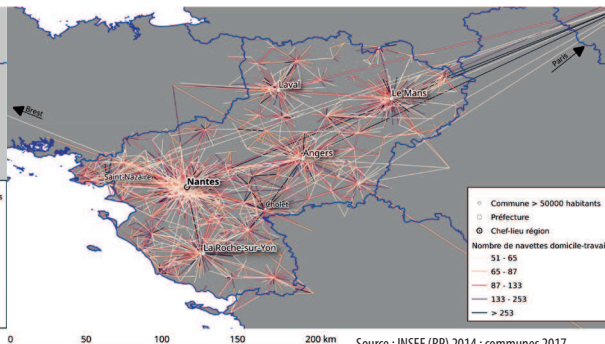 Paris
Brest
Laval
Le Mans
Angers
Saint-Nazaire
Nantes
Cholet
La Roche-sur-Yon
Commune > 50000 habitants
Préfecture
Chef-lieu région
Nombre de navettes domicile-travail
51 - 65
65 - 87
87 - 133
133 - 253
> 253
0 50 100 150 200 km
Source : INSEE (RP) 2014 ; communes 2017